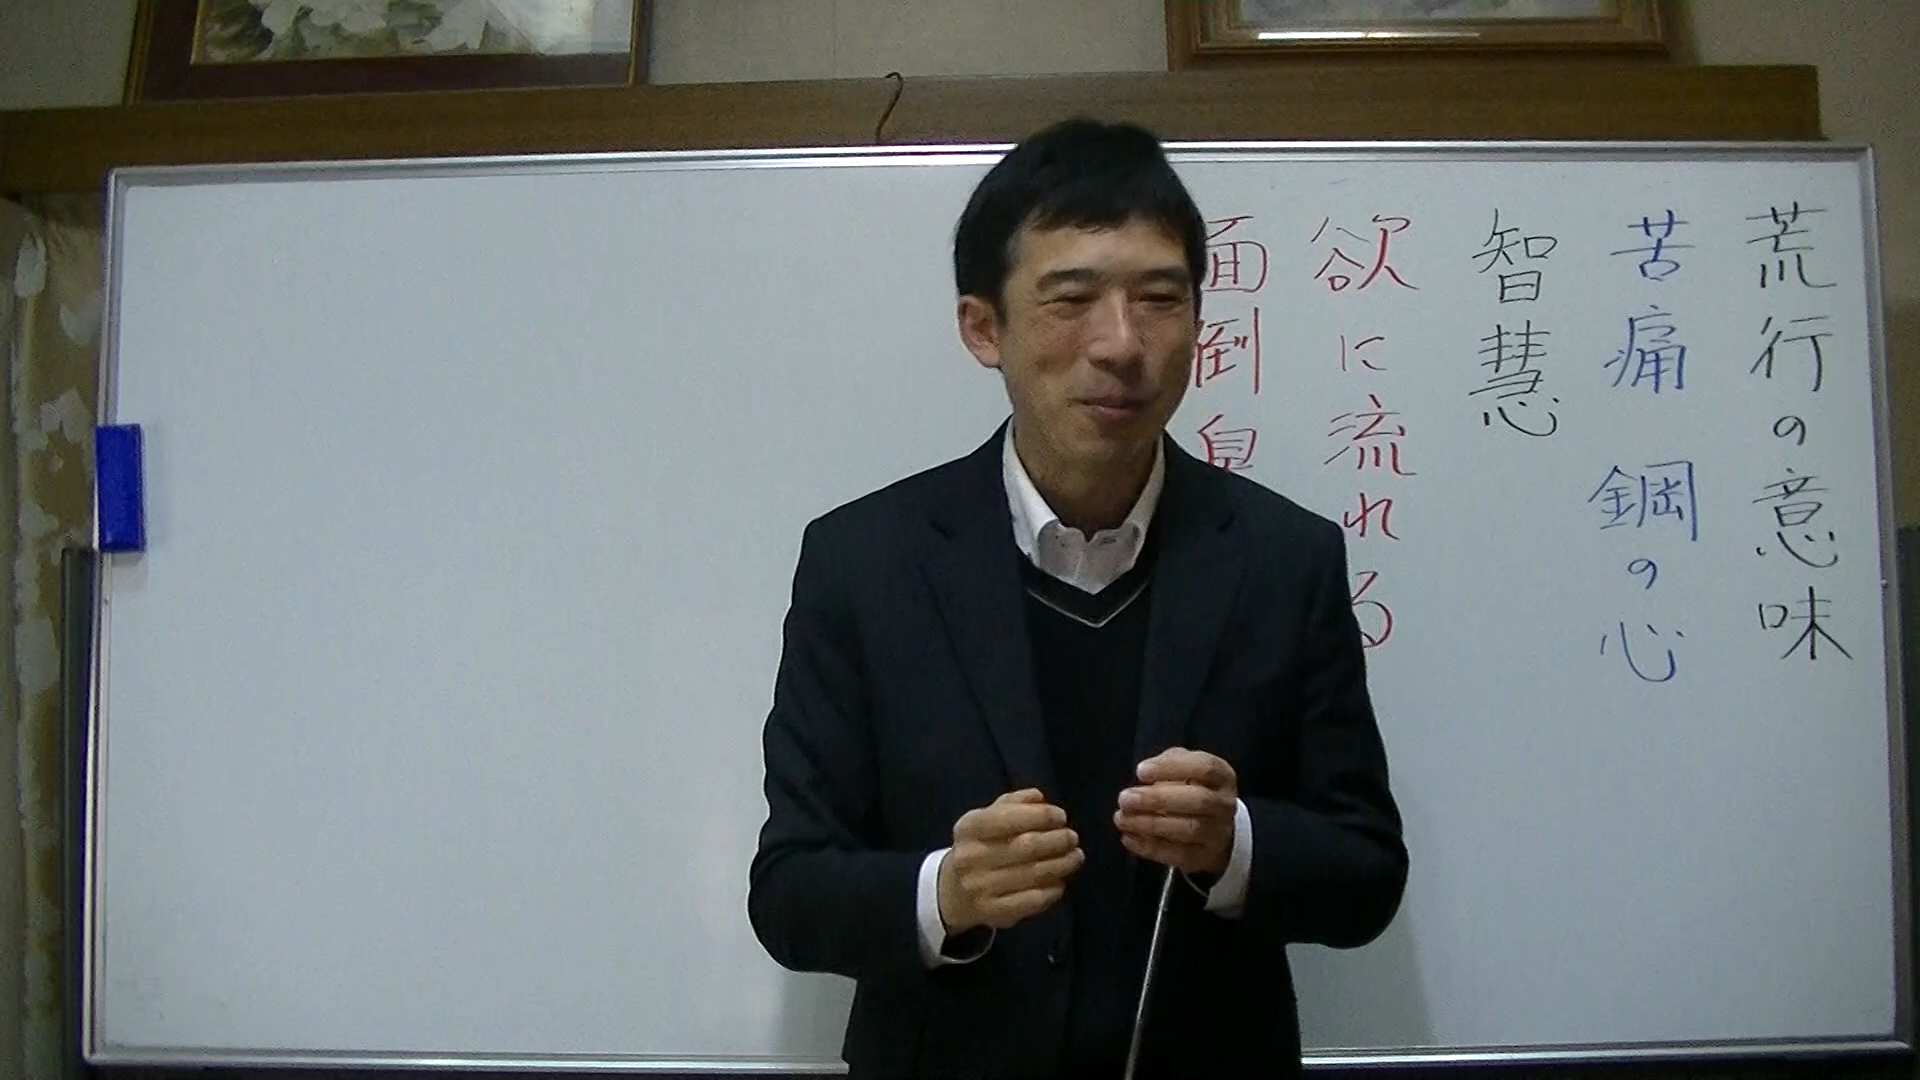 荒行の意味
苦痛 鋼の心
智慧
欲に流れる
面倒臭